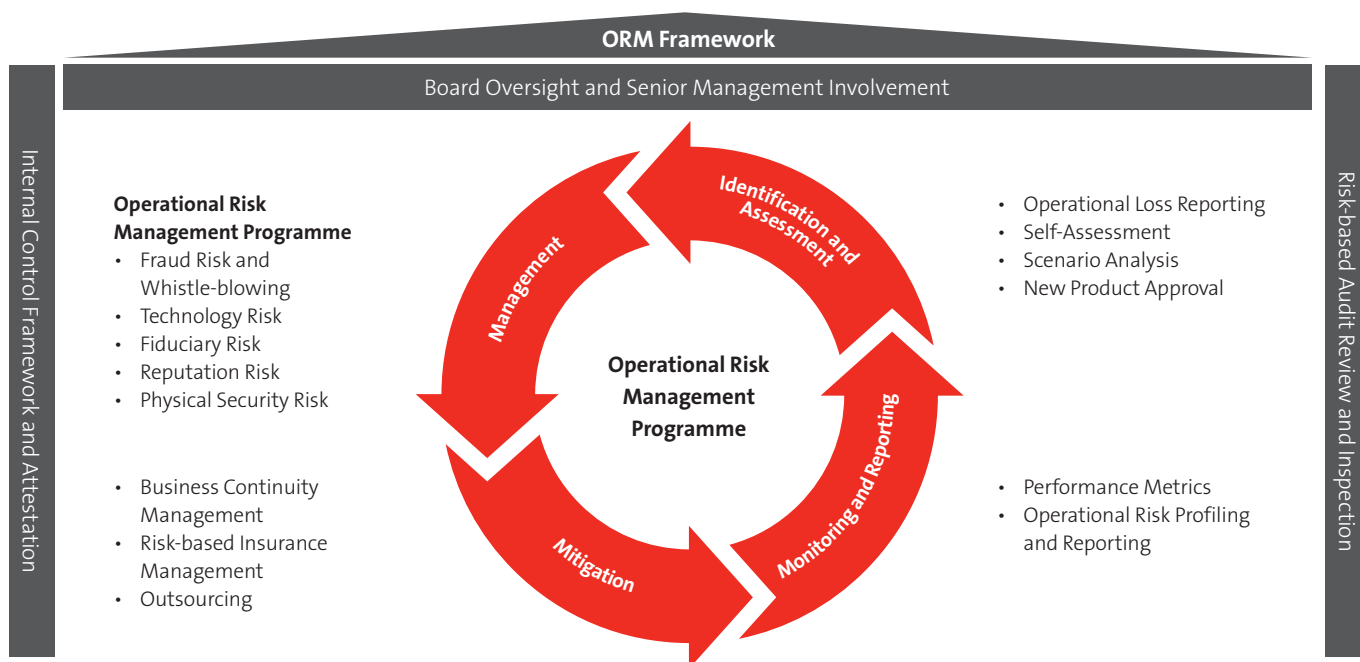 ORM Framework
Board Oversight and Senior Management Involvement
Internal Control Framework and Attestation
Operational Risk
Management Programme
• Fraud Risk and
Whistle-blowing
• Technology Risk
• Fiduciary Risk
• Reputation Risk
• Physical Security Risk
• Business Continuity
Management
• Risk-based Insurance
Management
• Outsourcing
Management
Identification and
Assessment
Operational Risk
Management
Programme
Mitigation
Monitoring and Reporting
• Operational Loss Reporting
• Self-Assessment
• Scenario Analysis
• New Product Approval
• Performance Metrics
• Operational Risk Profiling
and Reporting
Risk-based Audit Review and Inspection